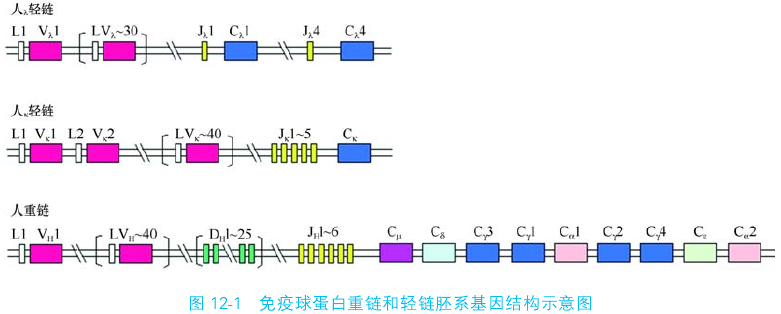 人λ轻链
L1 Vλ1 LVλ~30 Jλ1 Cλ1 Jλ4 Cλ4
人κ轻链
L1 Vκ1 L2 Vκ2 LVκ~40 Jκ1~5 Cκ
人重链
L1 VH1 LVH~40 DH1~25 JH1~6 Cμ Cδ Cγ3 Cγ1 Cα1 Cγ2 Cγ4 Cε Cα2
图 12-1 免疫球蛋白重链和轻链胚系基因结构示意图